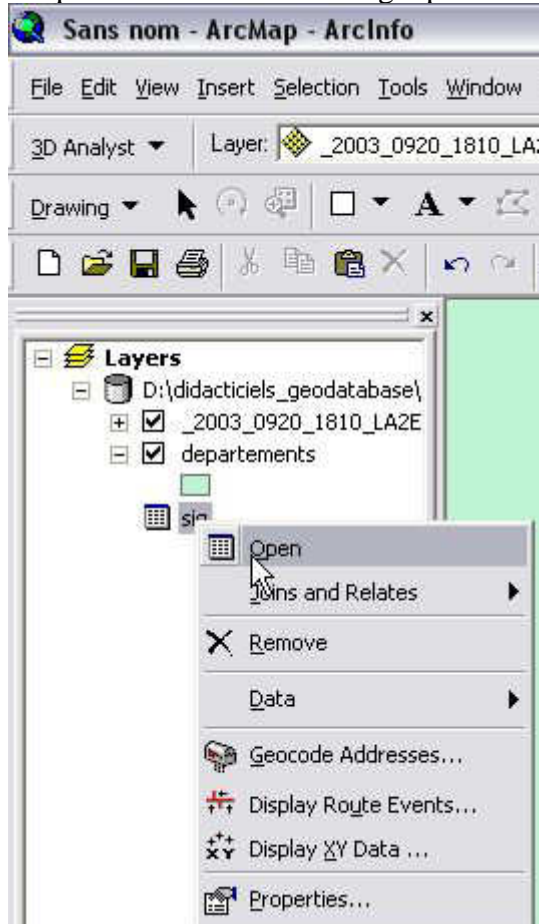 Sans nom - ArcMap - ArcInfo
File Edit View Insert Selection Tools Window
3D Analyst Layer: _2003_0920_1810_LA
Drawing A
Layers
D:\didacticiels_geodatabase\
_2003_0920_1810_LA2E
departements
sig
Open
Joins and Relates
Remove
Data
Geocode Addresses...
Display Route Events...
Display XY Data ...
Properties...